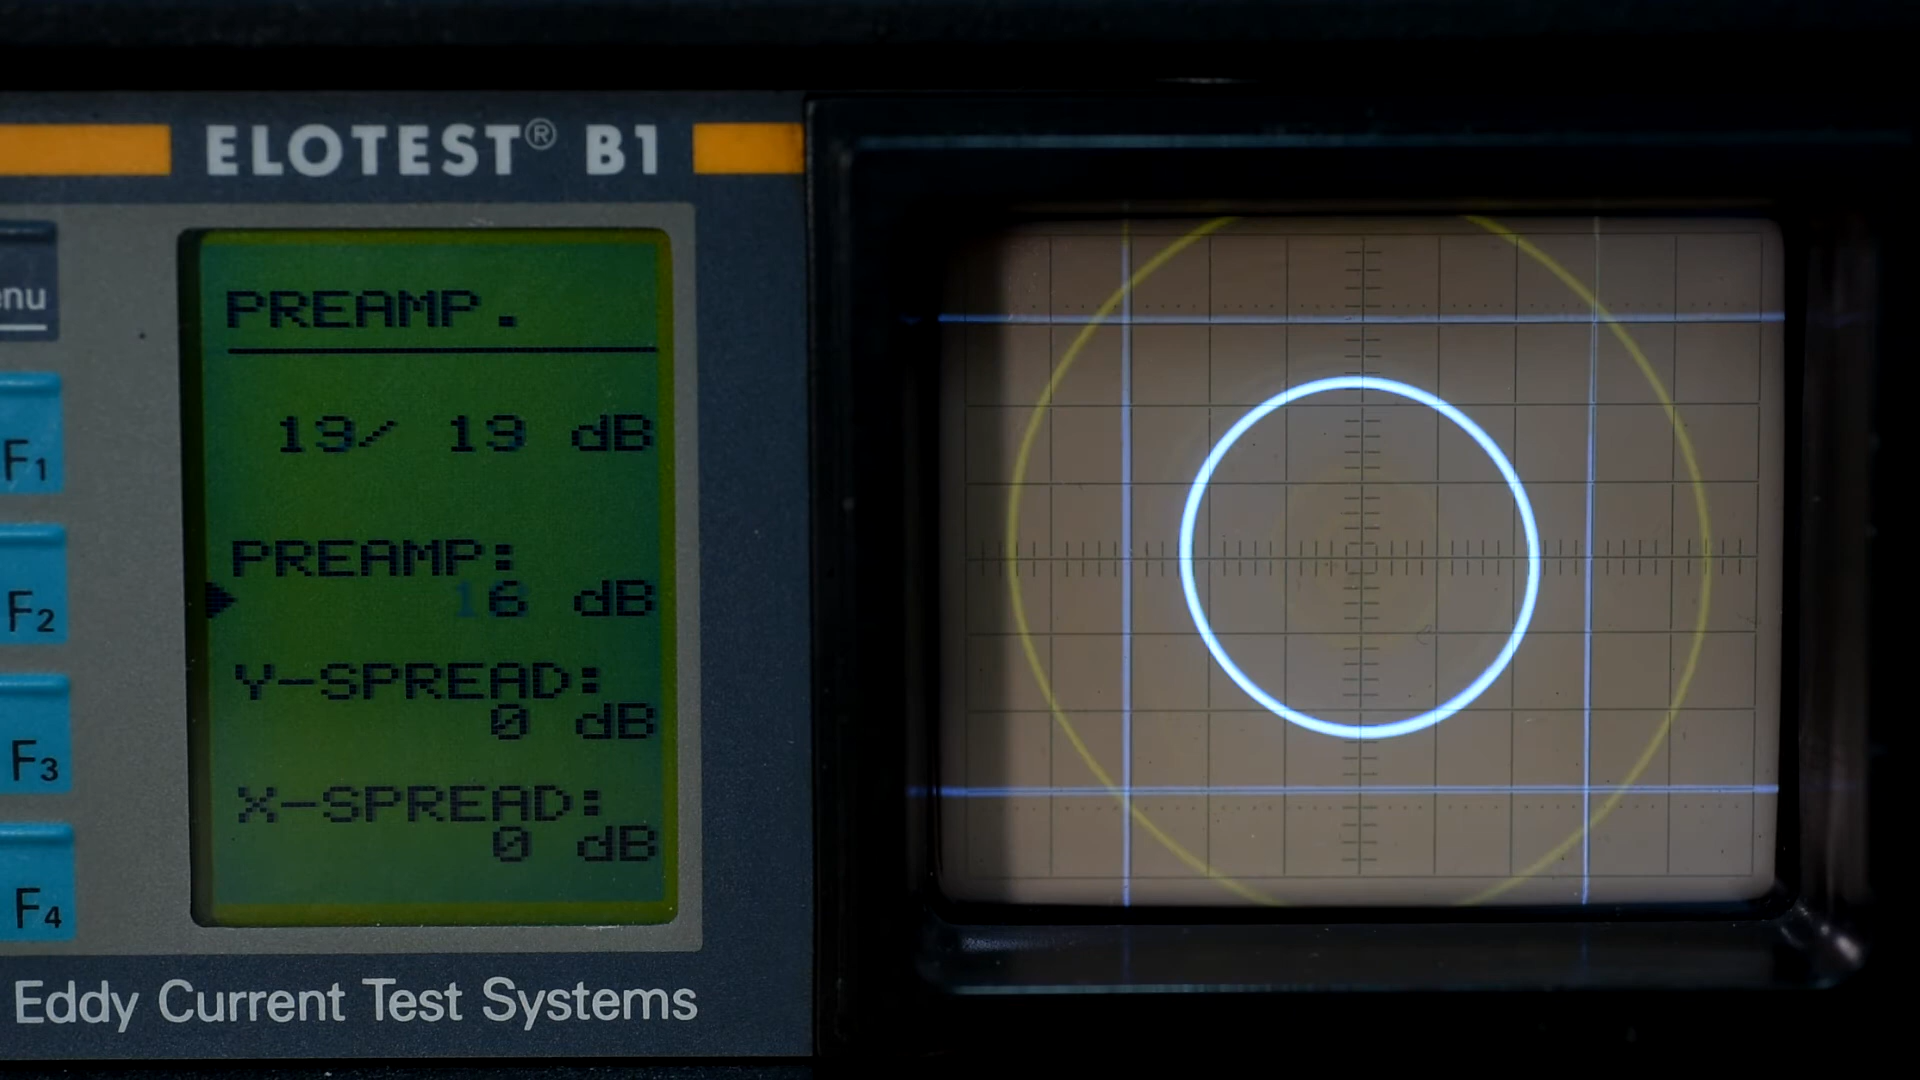 ELOTEST® B1
enu
PREAMP.
19/ 19 dB
F1
PREAMP:
16 dB
F2
Y-SPREAD:
0 dB
F3
X-SPREAD:
0 dB
F4
Eddy Current Test Systems